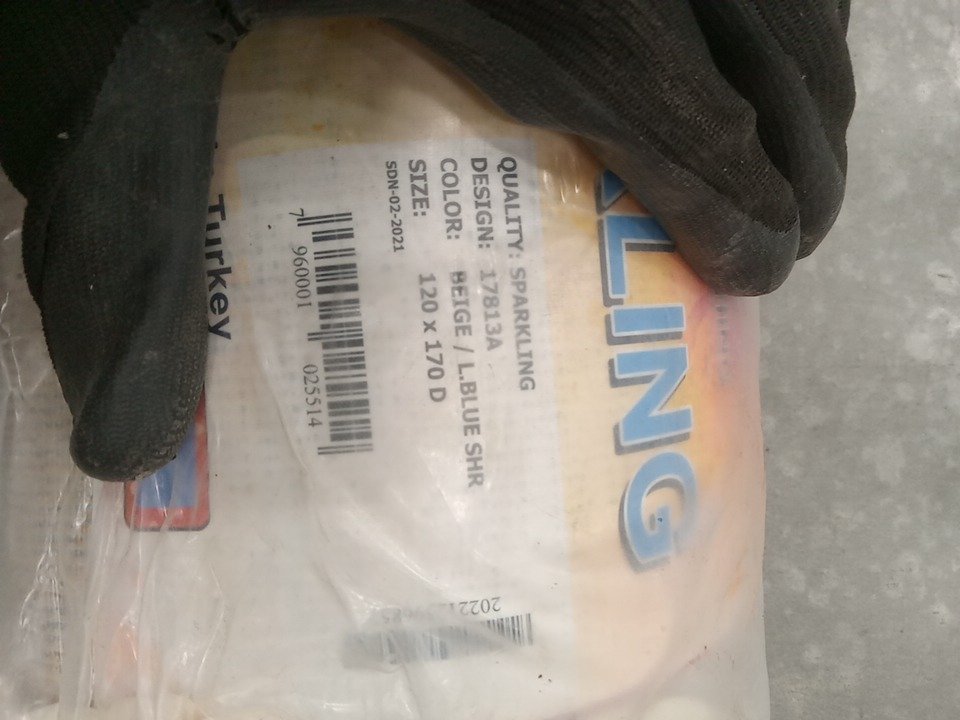 QUALITY: SPARKLING
DESIGN: 17813A
COLOR: BEIGE / L.BLUE SHR
SIZE: 120 x 170 D
SDN-02-2021
7 960001 025514
LING
Turkey